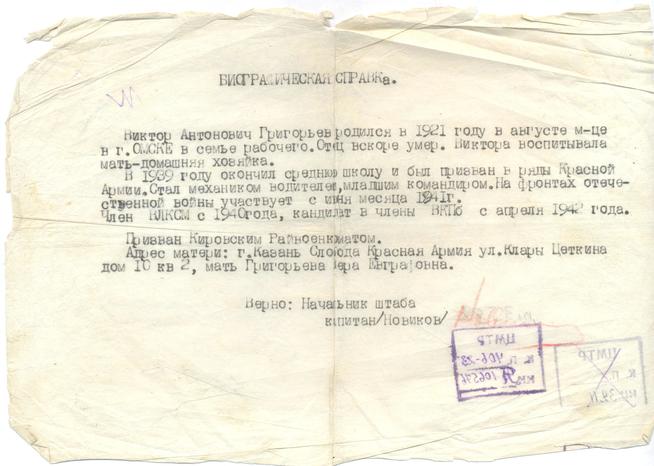 БИОГРАФИЧЕСКАЯ СПРАВКа.
Виктор Антонович Григорьев родился в 1921 году в августе м-це
в г.ОМСКЕ в семье рабочего.Отец вскоре умер. Виктора воспитывала
мать-домашняя хозяйка.
В 1939 году окончил среднюю школу и был призван в ряды Красной
Армии.Стал механиком водителем,младшим командиром.На фронтах отече-
ственной войны участвует с июня месяца 1941г.
Член ВЛКСМ с 1940года, кандидат в члены ВКПб с апреля 1942 года.
Призван Кировским Райвоенкоматом.
Адрес матери: г.Казань Слобода Красная Армия ул.Клары Цеткина
дом 10 кв 2, мать Григорьева Вера Евграфовна.
Верно: Начальник штаба
капитан/Новиков/
ЦМТР
К. П. 406-23
ЦМТР
К. П.